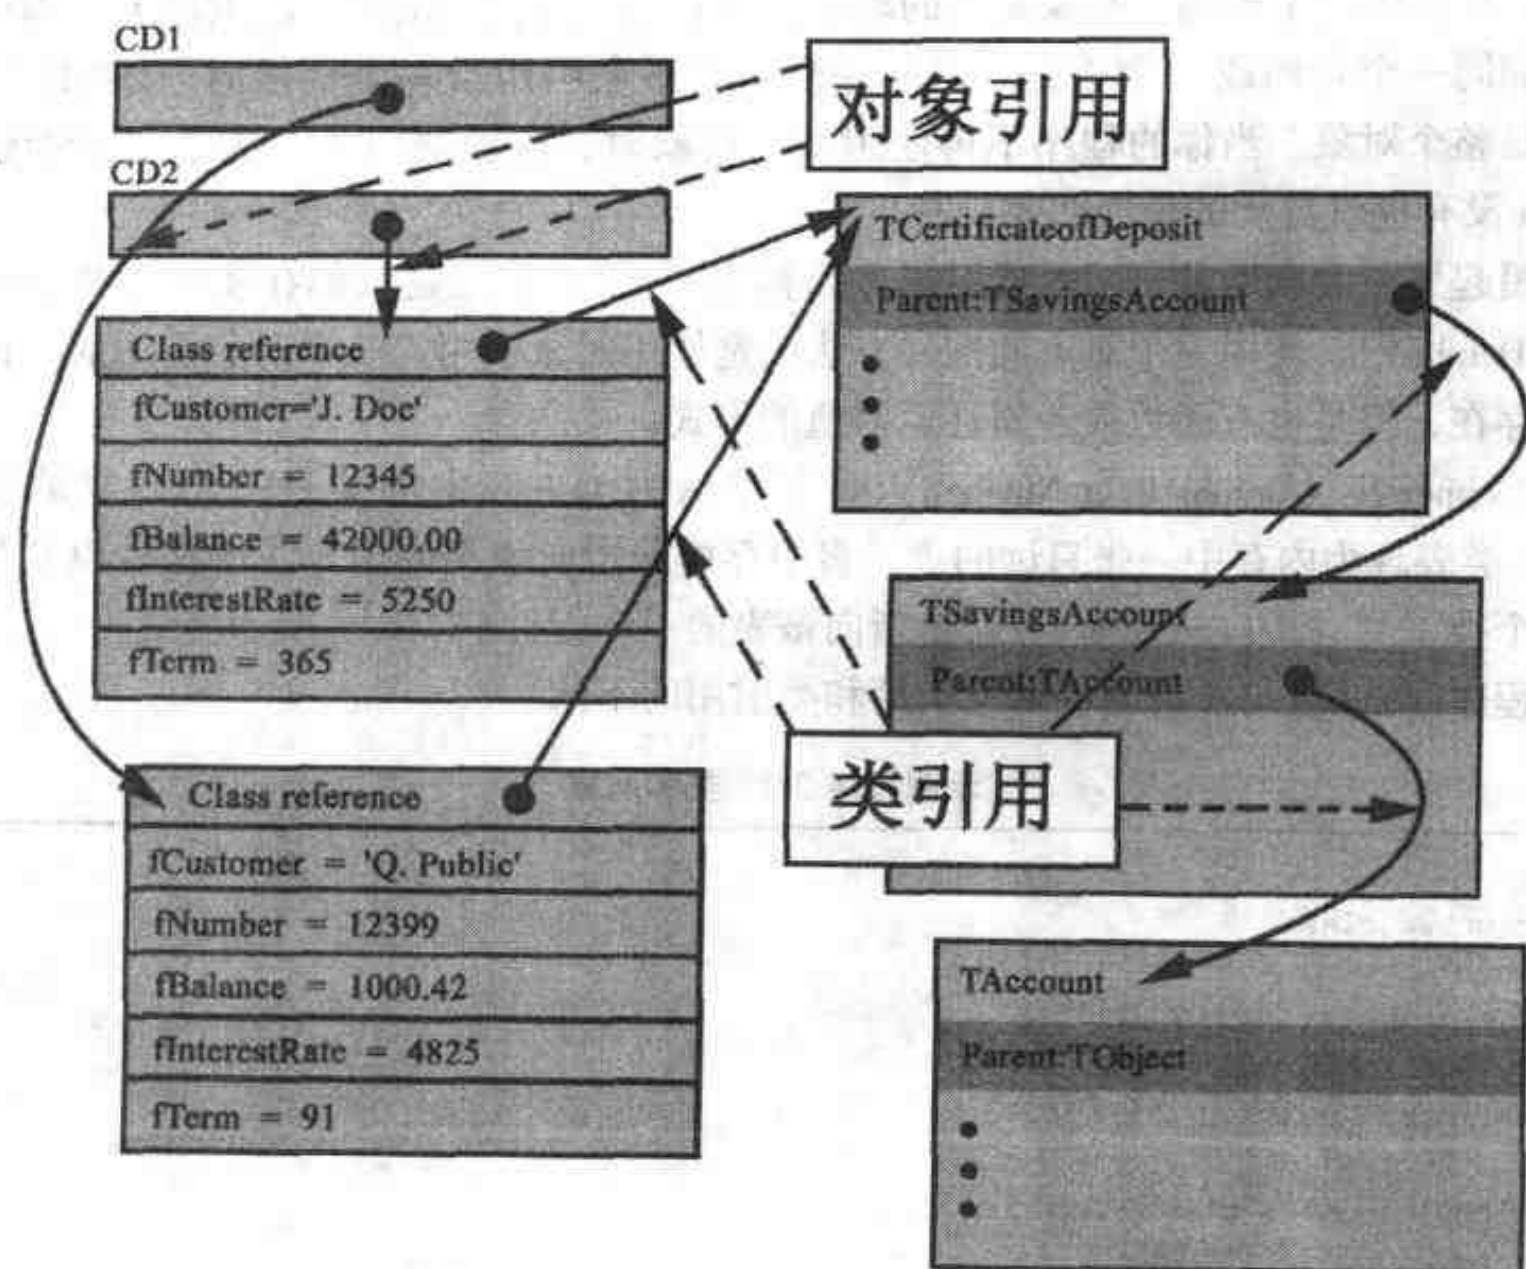 CD1
CD2
对象引用
Class reference
fCustomer='J. Doe'
fNumber = 12345
fBalance = 42000.00
fInterestRate = 5250
fTerm = 365
Class reference
fCustomer = 'Q. Public'
fNumber = 12399
fBalance = 1000.42
fInterestRate = 4825
fTerm = 91
TCertificateofDeposit
Parent:TSavingsAccount
TSavingsAccount
Parent:TAccount
类引用
TAccount
Parent:TObject